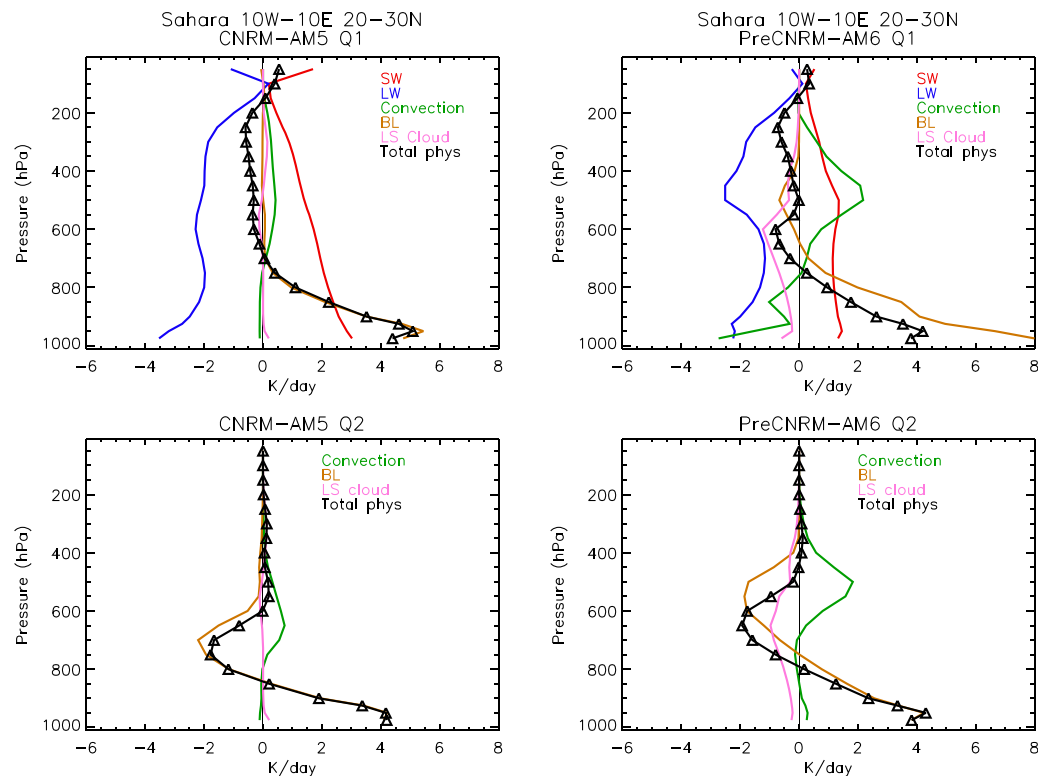 Sahara 10W-10E 20-30N
CNRM-AM5 Q1
SW
LW
Convection
BL
LS Cloud
Total phys
Pressure (hPa)
200
400
600
800
1000
-6 -4 -2 0 2 4 6 8
K/day
Sahara 10W-10E 20-30N
PreCNRM-AM6 Q1
SW
LW
Convection
BL
LS Cloud
Total phys
Pressure (hPa)
200
400
600
800
1000
-6 -4 -2 0 2 4 6 8
K/day
CNRM-AM5 Q2
Convection
BL
LS cloud
Total phys
Pressure (hPa)
200
400
600
800
1000
-6 -4 -2 0 2 4 6 8
K/day
PreCNRM-AM6 Q2
Convection
BL
LS cloud
Total phys
Pressure (hPa)
200
400
600
800
1000
-6 -4 -2 0 2 4 6 8
K/day